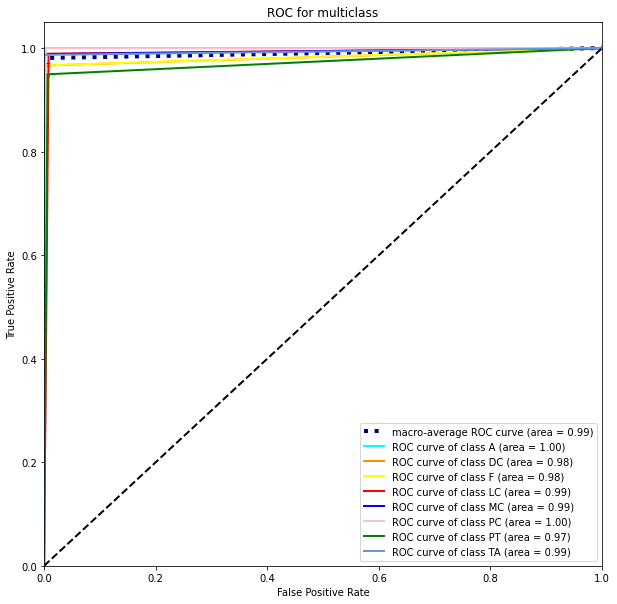 ROC for multiclass
True Positive Rate
1.0
0.8
0.6
0.4
0.2
0.0
macro-average ROC curve (area = 0.99)
ROC curve of class A (area = 1.00)
ROC curve of class DC (area = 0.98)
ROC curve of class F (area = 0.98)
ROC curve of class LC (area = 0.99)
ROC curve of class MC (area = 0.99)
ROC curve of class PC (area = 1.00)
ROC curve of class PT (area = 0.97)
ROC curve of class TA (area = 0.99)
0.0 0.2 0.4 0.6 0.8 1.0
False Positive Rate